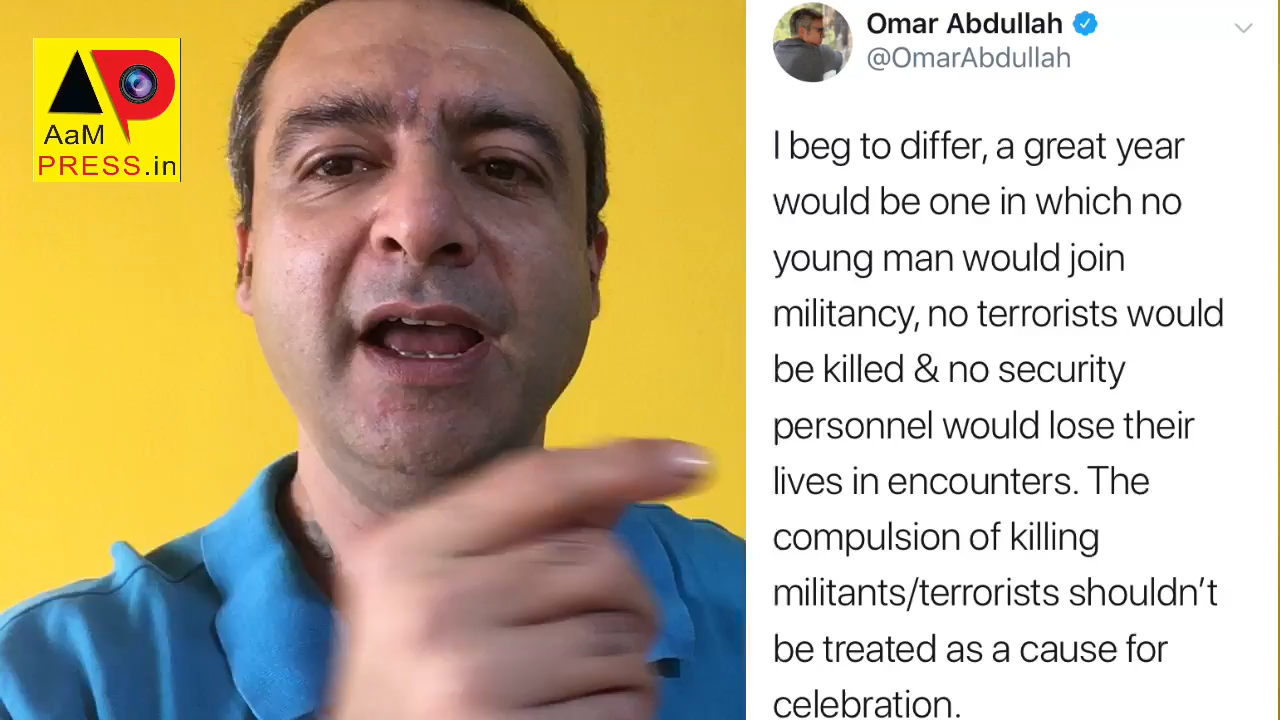 AP
AaM
PRESS.in
Omar Abdullah
@OmarAbdullah
I beg to differ, a great year
would be one in which no
young man would join
militancy, no terrorists would
be killed & no security
personnel would lose their
lives in encounters. The
compulsion of killing
militants/terrorists shouldn't
be treated as a cause for
celebration.